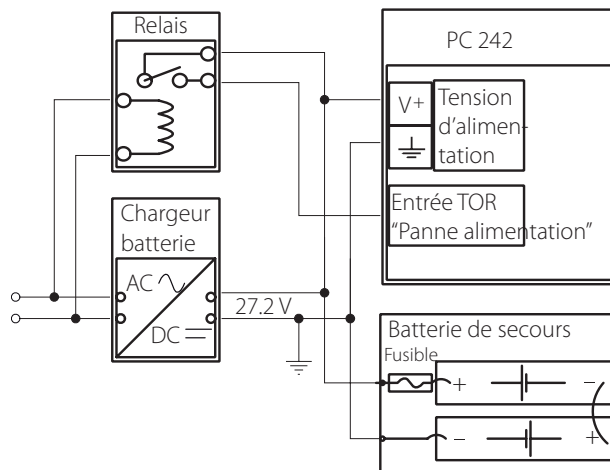 Relais
PC 242
V+
Tension
d'alimen-
tation
Entrée TOR
“Panne alimentation”
Chargeur
batterie
AC
DC
27.2 V
Batterie de secours
Fusible
+
–
–
+